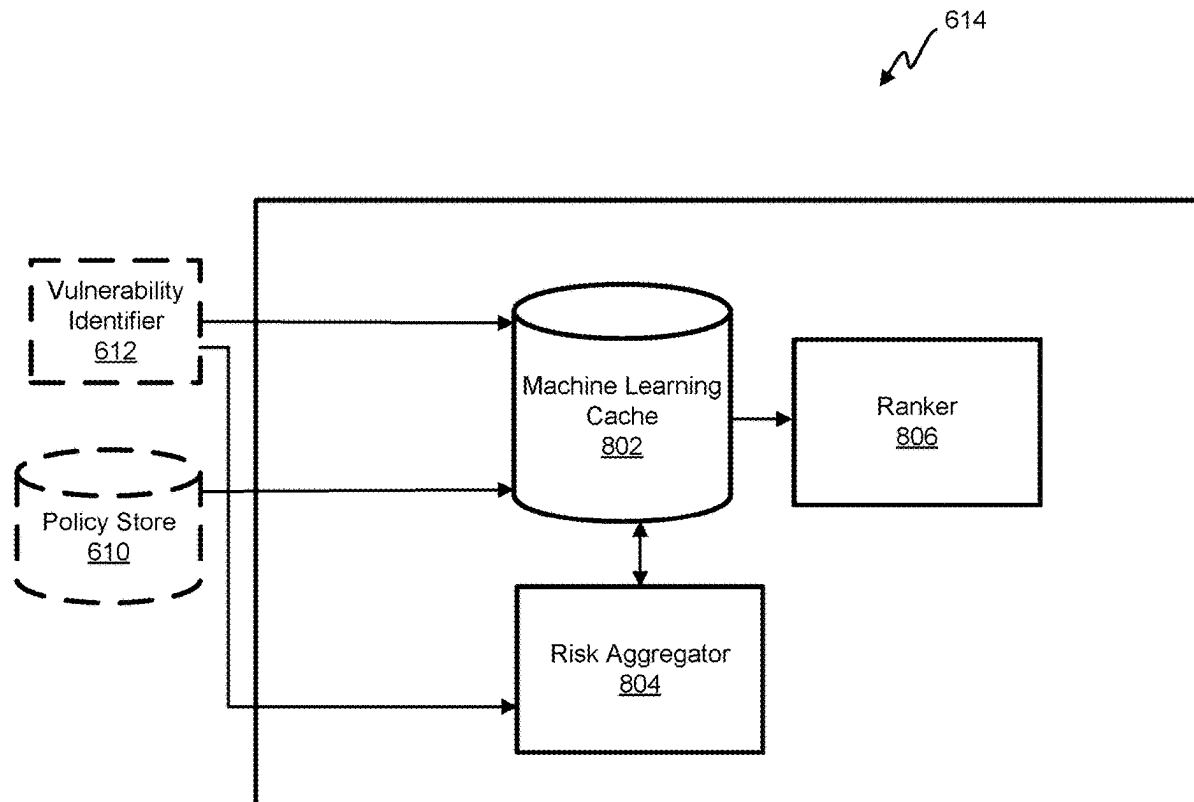 614
Vulnerability
Identifier
612
Machine Learning
Cache
802
Ranker
806
Policy Store
610
Risk Aggregator
804